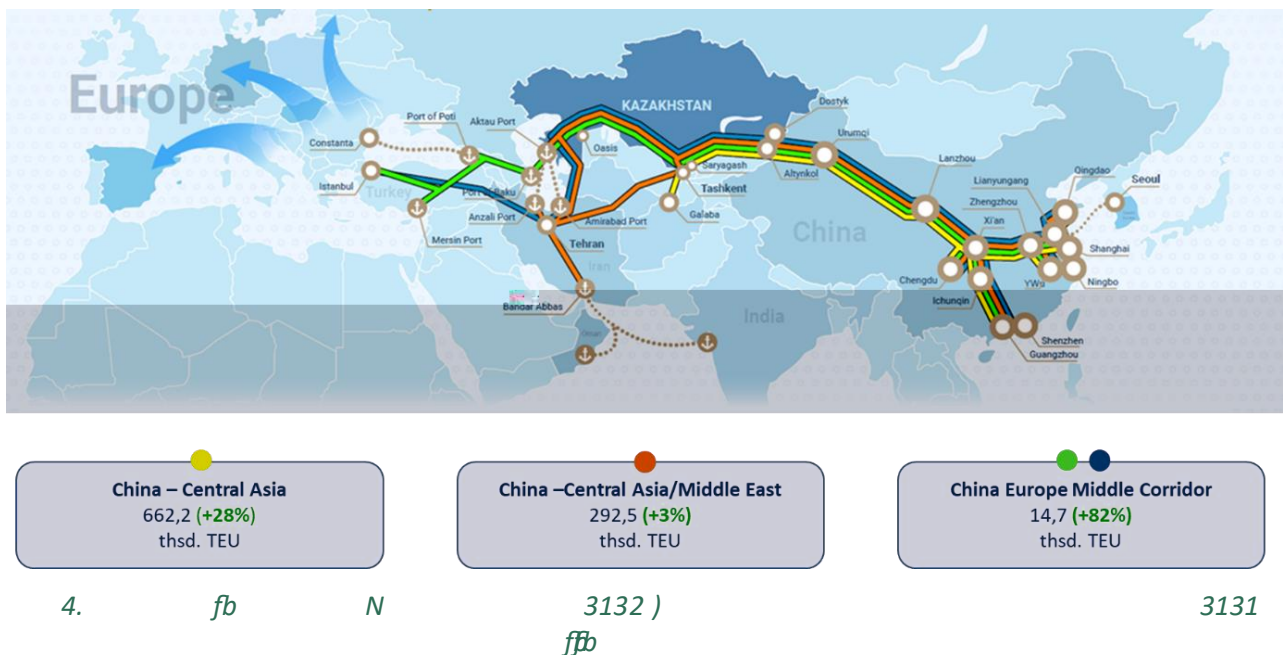 Europe
KAZAKHSTAN
Dostyk
Port of Poti
Aktau Port
Urumqi
Constanta
Oasis
Lanzhou
Saryagash
Altynkol
Qingdao
Lianyungang
Seoul
Istanbul
Turkey
Port of Baku
Tashkent
Zhengzhou
Anzali Port
Amirabad Port
Galaba
Xi'an
Mersin Port
Tehran
China
Shanghai
Iran
Chengdu
YWu
Ningbo
Ichunqin
Bandar Abbas
India
Oman
Shenzhen
Guangzhou
China – Central Asia
662,2 (+28%)
thsd. TEU
China –Central Asia/Middle East
292,5 (+3%)
thsd. TEU
China Europe Middle Corridor
14,7 (+82%)
thsd. TEU
4. fb N 3132 ) 3131